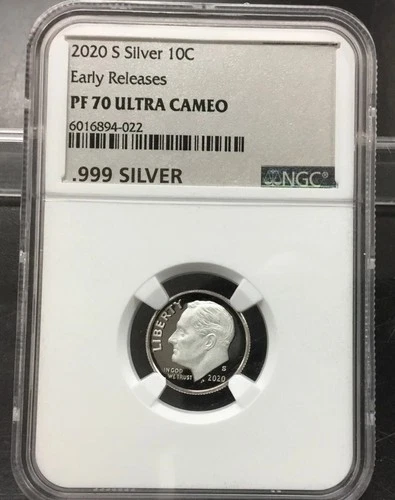 2020 S Silver 10C
Early Releases
PF 70 ULTRA CAMEO
6016894-022
.999 SILVER
NGC
LIBERTY
IN GOD
WE TRUST
S
2020